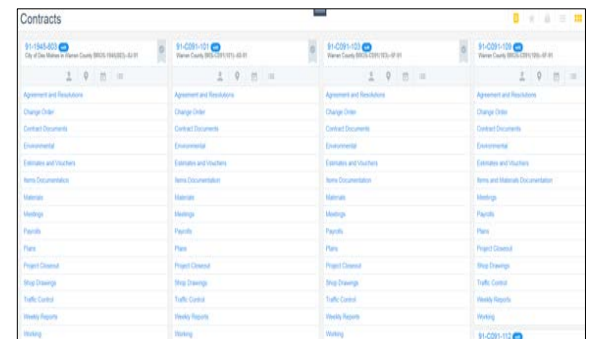 Contracts
91-1945-603
City of Des Moines in Warren County
Agreement and Resolutions
Change Order
Contract Documents
Environmental
Estimates and Vouchers
Items Documentation
Materials
Meetings
Payrolls
Plans
Project Closeout
Shop Drawings
Traffic Control
Weekly Reports
Working
91-C091-101
Warren County
Agreement and Resolutions
Change Order
Contract Documents
Environmental
Estimates and Vouchers
Items Documentation
Materials
Meetings
Payrolls
Plans
Project Closeout
Shop Drawings
Traffic Control
Weekly Reports
Working
91-C091-103
Warren County
Agreement and Resolutions
Change Order
Contract Documents
Environmental
Estimates and Vouchers
Items Documentation
Materials
Meetings
Payrolls
Plans
Project Closeout
Shop Drawings
Traffic Control
Weekly Reports
Working
91-C091-109
Warren County
Agreement and Resolutions
Change Order
Contract Documents
Environmental
Estimates and Vouchers
Items and Materials Documentation
Meetings
Payrolls
Plans
Project Closeout
Shop Drawings
Traffic Control
Weekly Reports
Working
91-C091-112